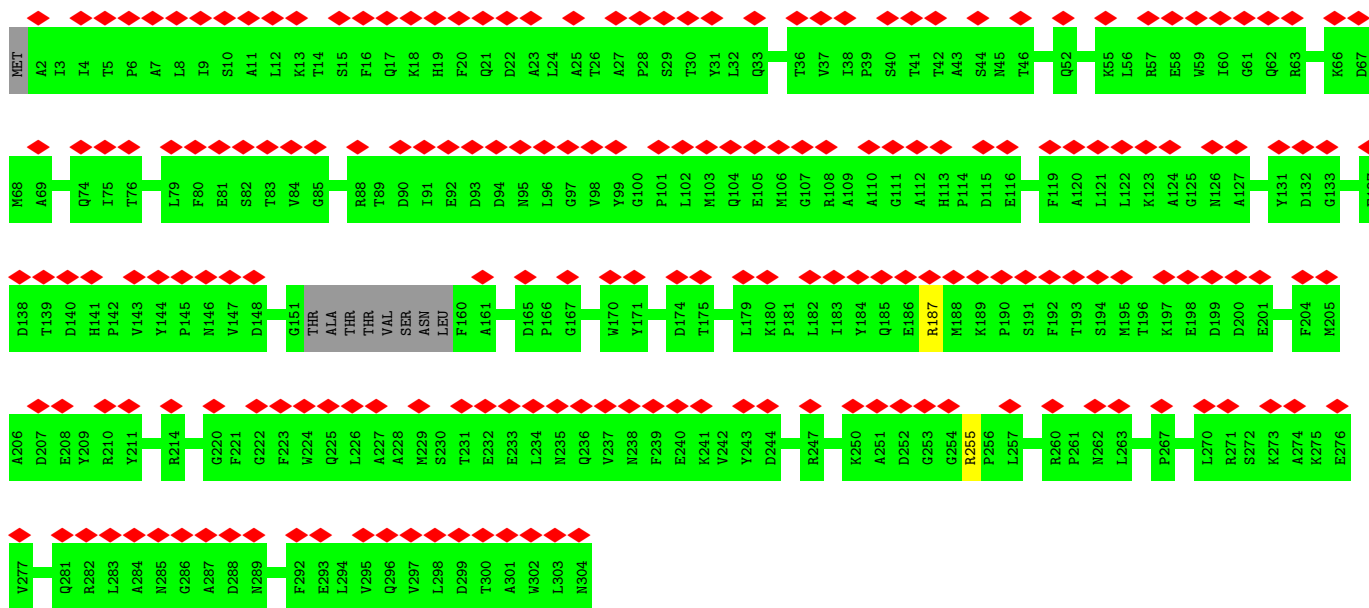 MET A2 I3 I4 T5 P6 A7 L8 I9 S10 A11 L12 K13 T14 S15 F16 Q17 K18 H19 F20 Q21 D22 A23 L24 A25 T26 A27 P28 S29 T30 Y31 L32 Q33 T36 V37 I38 P39 S40 T41 T42 A43 S44 N45 T46 Q52 K55 L56 R57 E58 W59 I60 G61 Q62 R63 K66 D67
M68 A69 Q74 I75 T76 L79 F80 E81 S82 T83 V84 G85 R88 T89 D90 I91 E92 D93 D94 N95 L96 G97 V98 Y99 G100 P101 L102 M103 Q104 E105 M106 G107 R108 A109 A110 G111 A112 H113 P114 D115 E116 F119 A120 L121 L122 K123 A124 G125 N126 A127 Y131 D132 G133
D138 T139 D140 H141 P142 V143 Y144 P145 N146 V147 D148 G151 THR ALA THR THR VAL SER ASN LEU F160 A161 D165 P166 G167 W170 Y171 D174 T175 L179 K180 P181 L182 I183 Y184 Q185 E186 R187 M188 K189 P190 S191 F192 T193 S194 M195 T196 K197 E198 D199 D200 E201 F204 M205
A206 D207 E208 Y209 R210 Y211 R214 G220 F221 G222 F223 W224 Q225 L226 A227 A228 M229 S230 T231 E232 E233 L234 N235 Q236 V237 N238 F239 E240 K241 V242 Y243 D244 R247 K250 A251 D252 G253 G254 R255 P256 L257 R260 P261 N262 L263 P267 L270 R271 S272 K273 A274 K275 E276
V277 Q281 R282 L283 A284 N285 G286 A287 D288 N289 F292 E293 L294 V295 Q296 V297 L298 D299 T300 A301 W302 L303 N304